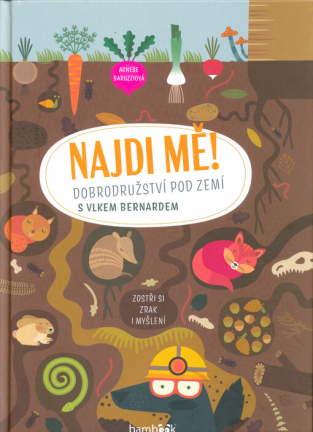 AGNESE
BARUZZIOVÁ
NAJDI MĚ!
DOBRODRUŽSTVÍ POD ZEMÍ
S VLKEM BERNARDEM
ZOSTŘI SI
ZRAK
I MYŠLENÍ
bambook